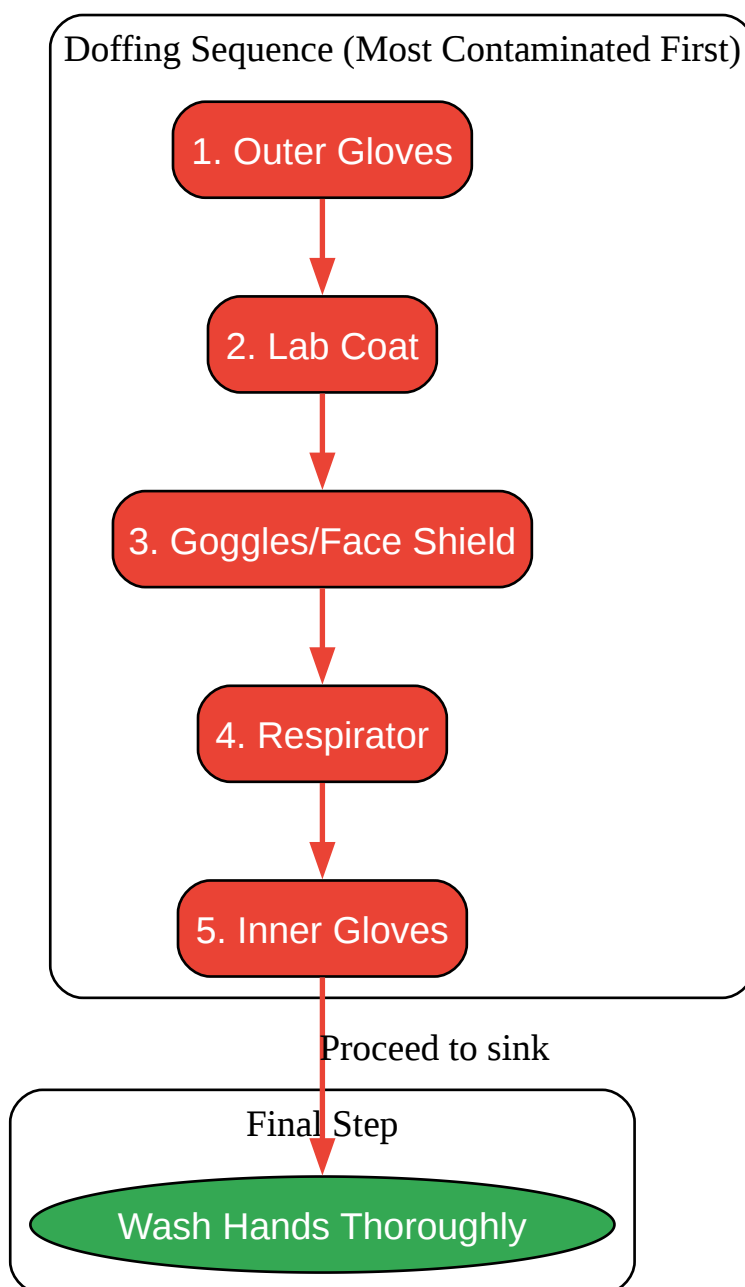 Doffing Sequence (Most Contaminated First)
1. Outer Gloves
2. Lab Coat
3. Goggles/Face Shield
4. Respirator
5. Inner Gloves
Proceed to sink
Final Step
Wash Hands Thoroughly